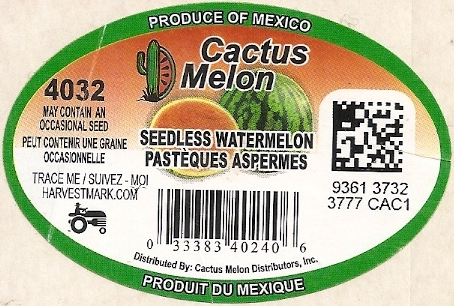 PRODUCE OF MEXICO
Cactus
Melon
4032
MAY CONTAIN AN
OCCASIONAL SEED
PEUT CONTENIR UNE GRAINE
OCCASIONNELLE
TRACE ME / SUIVEZ - MOI
HARVESTMARK.COM
SEEDLESS WATERMELON
PASTÈQUES ASPERMES
9361 3732
3777 CAC1
0 33383 40240 6
Distributed By: Cactus Melon Distributors, Inc.
PRODUIT DU MEXIQUE